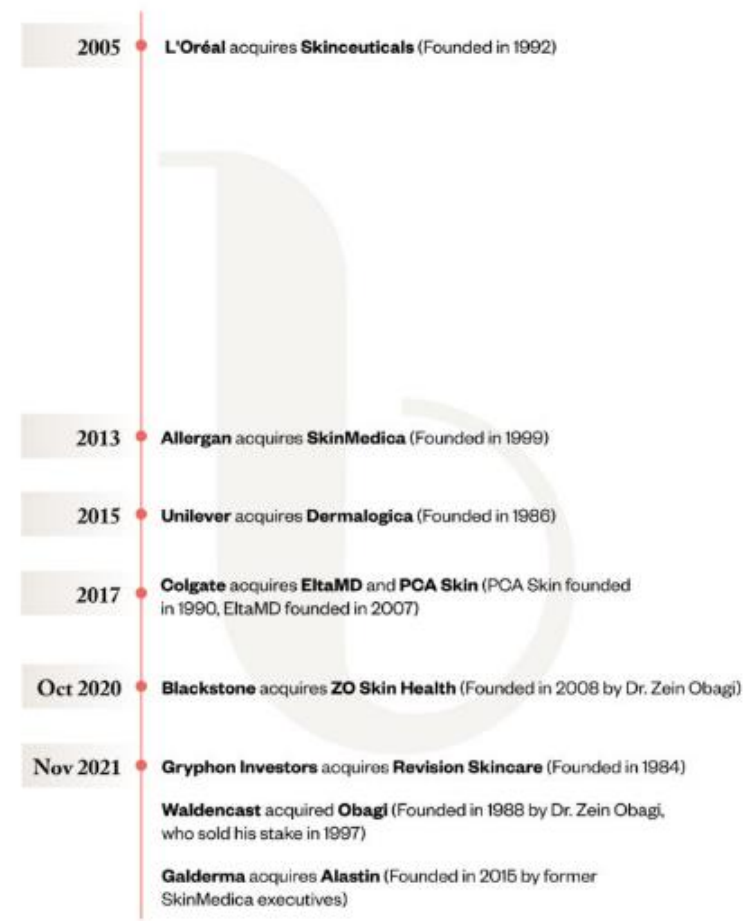 2005 L'Oréal acquires Skinceuticals (Founded in 1992)
2013 Allergan acquires SkinMedica (Founded in 1999)
2015 Unilever acquires Dermalogica (Founded in 1986)
2017 Colgate acquires EltaMD and PCA Skin (PCA Skin founded
in 1990, EltaMD founded in 2007)
Oct 2020 Blackstone acquires ZO Skin Health (Founded in 2008 by Dr. Zein Obagi)
Nov 2021 Gryphon Investors acquires Revision Skincare (Founded in 1984)
Waldencast acquired Obagi (Founded in 1988 by Dr. Zein Obagi,
who sold his stake in 1997)
Galderma acquires Alastin (Founded in 2015 by former
SkinMedica executives)